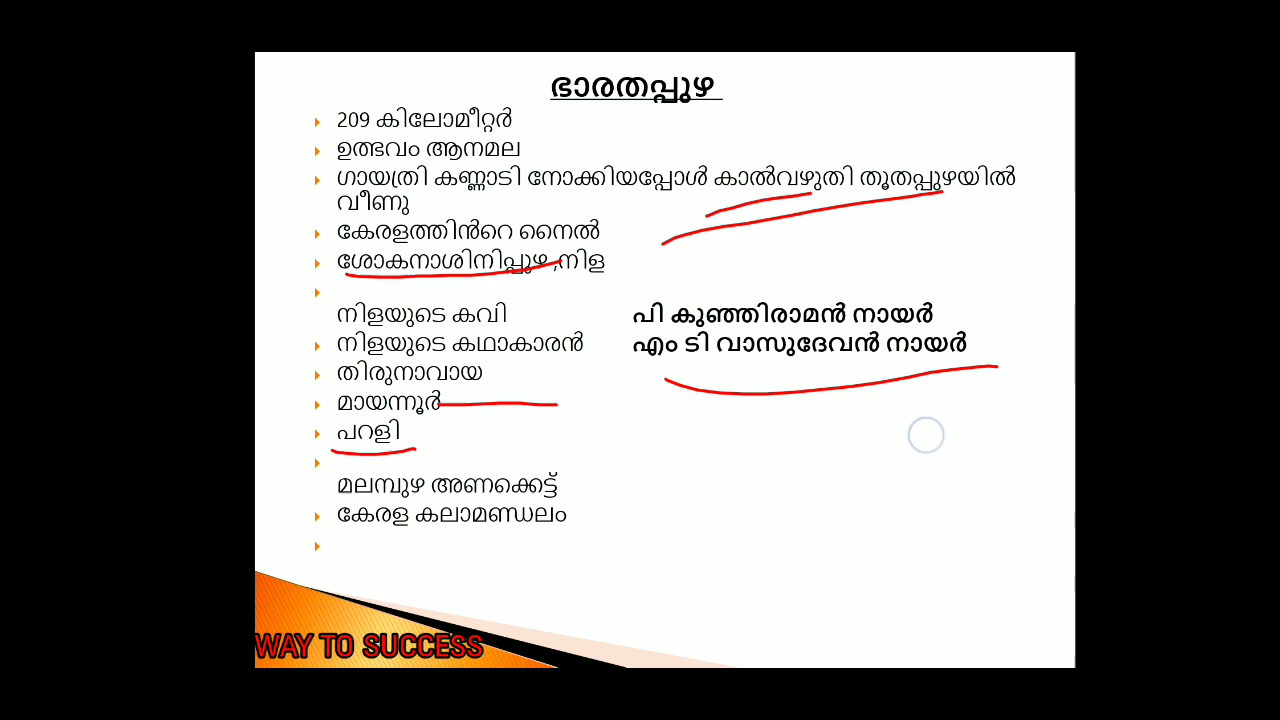 ഭാരതപ്പുഴ
209 കിലോമീറ്റർ
ഉത്ഭവം ആനമല
ഗായത്രി കണ്ണാടി നോക്കിയപ്പോൾ കാൽവഴുതി തൂതപ്പുഴയിൽ
വീണു
കേരളത്തിൻറെ നൈൽ
ശോകനാശിനിപ്പുഴ ,നിള
നിളയുടെ കവി പി കുഞ്ഞിരാമൻ നായർ
നിളയുടെ കഥാകാരൻ എം ടി വാസുദേവൻ നായർ
തിരുനാവായ
മായന്നൂർ
പറളി
മലമ്പുഴ അണക്കെട്ട്
കേരള കലാമണ്ഡലം
WAY TO SUCCESS